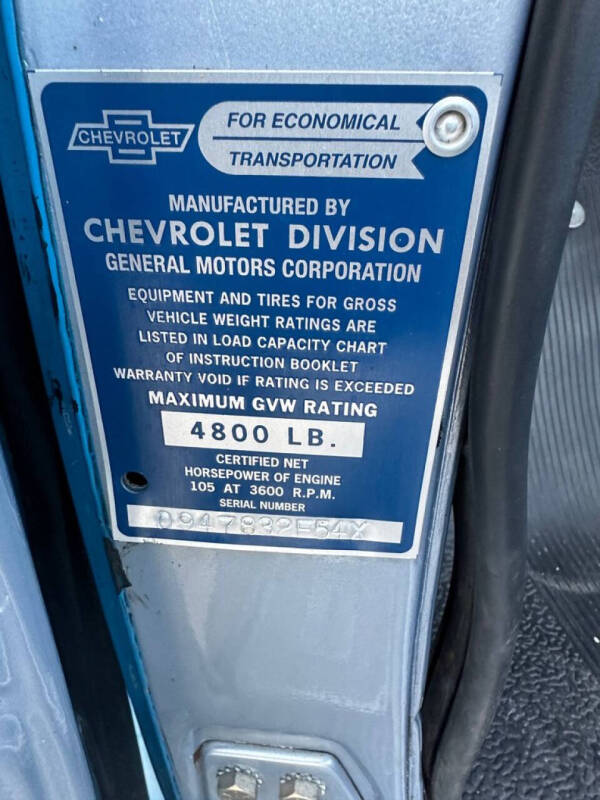 CHEVROLET
FOR ECONOMICAL
TRANSPORTATION
MANUFACTURED BY
CHEVROLET DIVISION
GENERAL MOTORS CORPORATION
EQUIPMENT AND TIRES FOR GROSS
VEHICLE WEIGHT RATINGS ARE
LISTED IN LOAD CAPACITY CHART
OF INSTRUCTION BOOKLET
WARRANTY VOID IF RATING IS EXCEEDED
MAXIMUM GVW RATING
4800 LB.
CERTIFIED NET
HORSEPOWER OF ENGINE
105 AT 3600 R.P.M.
SERIAL NUMBER